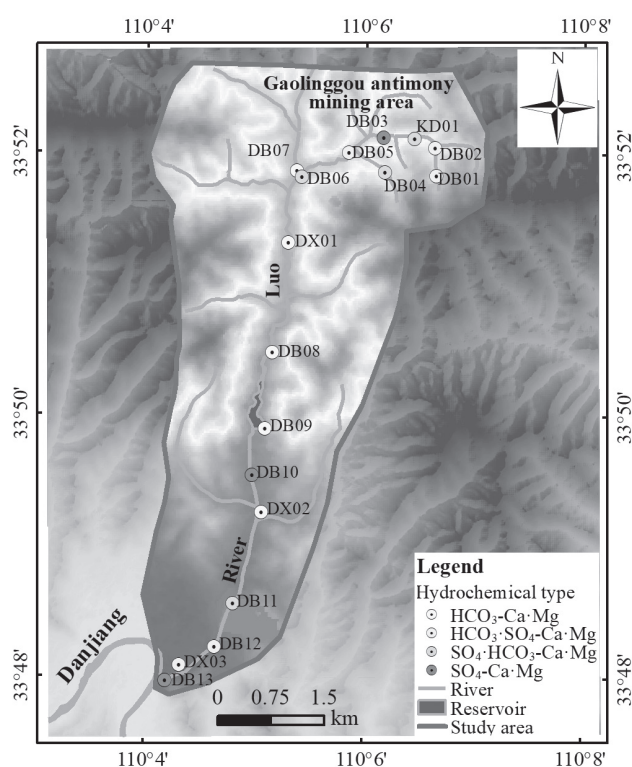 110°4′ 110°6′ 110°8′
N
Gaolinggou antimony
mining area
DB03
KD01
33°52′
33°52′
DB07
DB05
DB02
DB06
DB04
DB01
DX01
Luo
DB08
33°50′
33°50′
DB09
DB10
DX02
River
Legend
Hydrochemical type
HCO₃-Ca·Mg
HCO₃·SO₄-Ca·Mg
SO₄·HCO₃-Ca·Mg
SO₄-Ca·Mg
River
Reservoir
Study area
DB11
Danjiang
DB12
DX03
DB13
33°48′
33°48′
0 0.75 1.5
km
110°4′ 110°6′ 110°8′